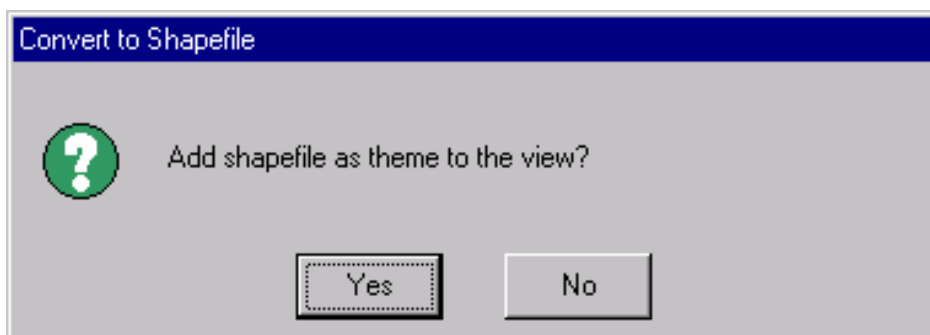 Convert to Shapefile
Add shapefile as theme to the view?
Yes No